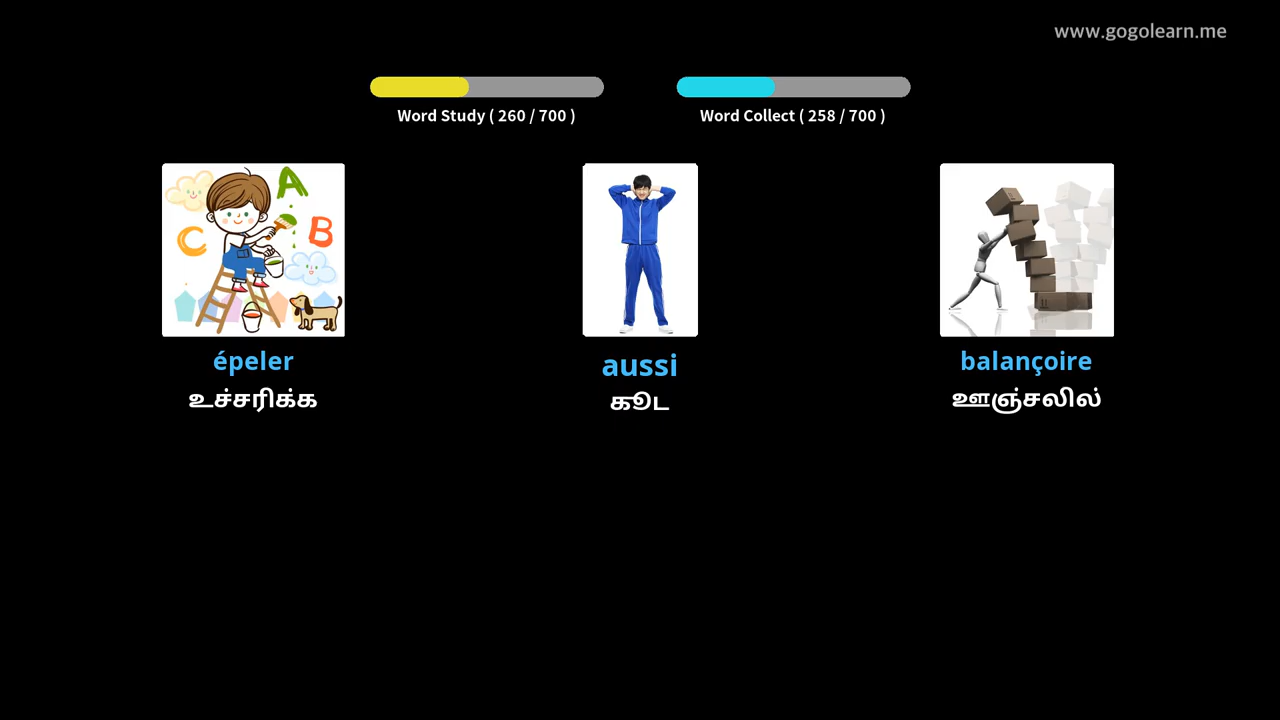 www.gogolearn.me
Word Study ( 260 / 700 )
Word Collect ( 258 / 700 )
A
B
C
épeler
உச்சரிக்க
aussi
கூட
balançoire
ஊஞ்சலில்